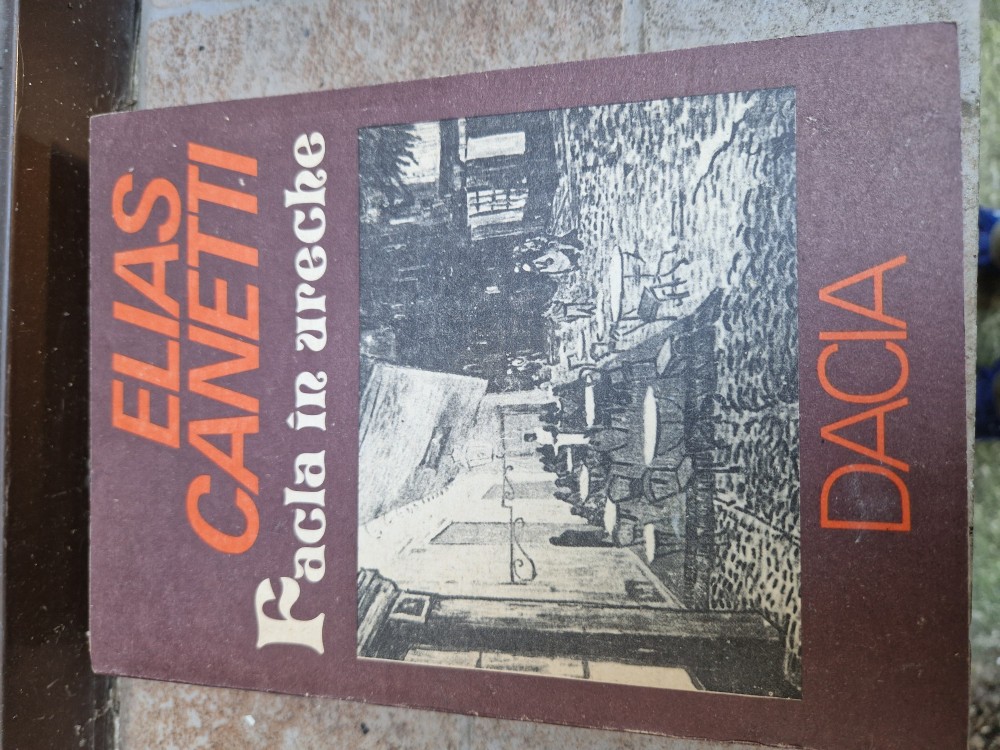 ELIAS
CANETTI
Facla în ureche
DACIA